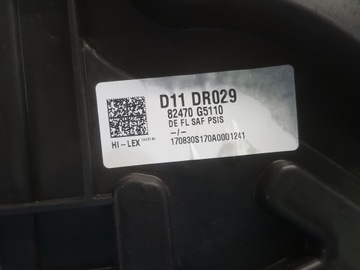 D11 DR029
82470 G5110
DE FL SAF PSIS
-/-
HI-LEX
170830S170A0001241